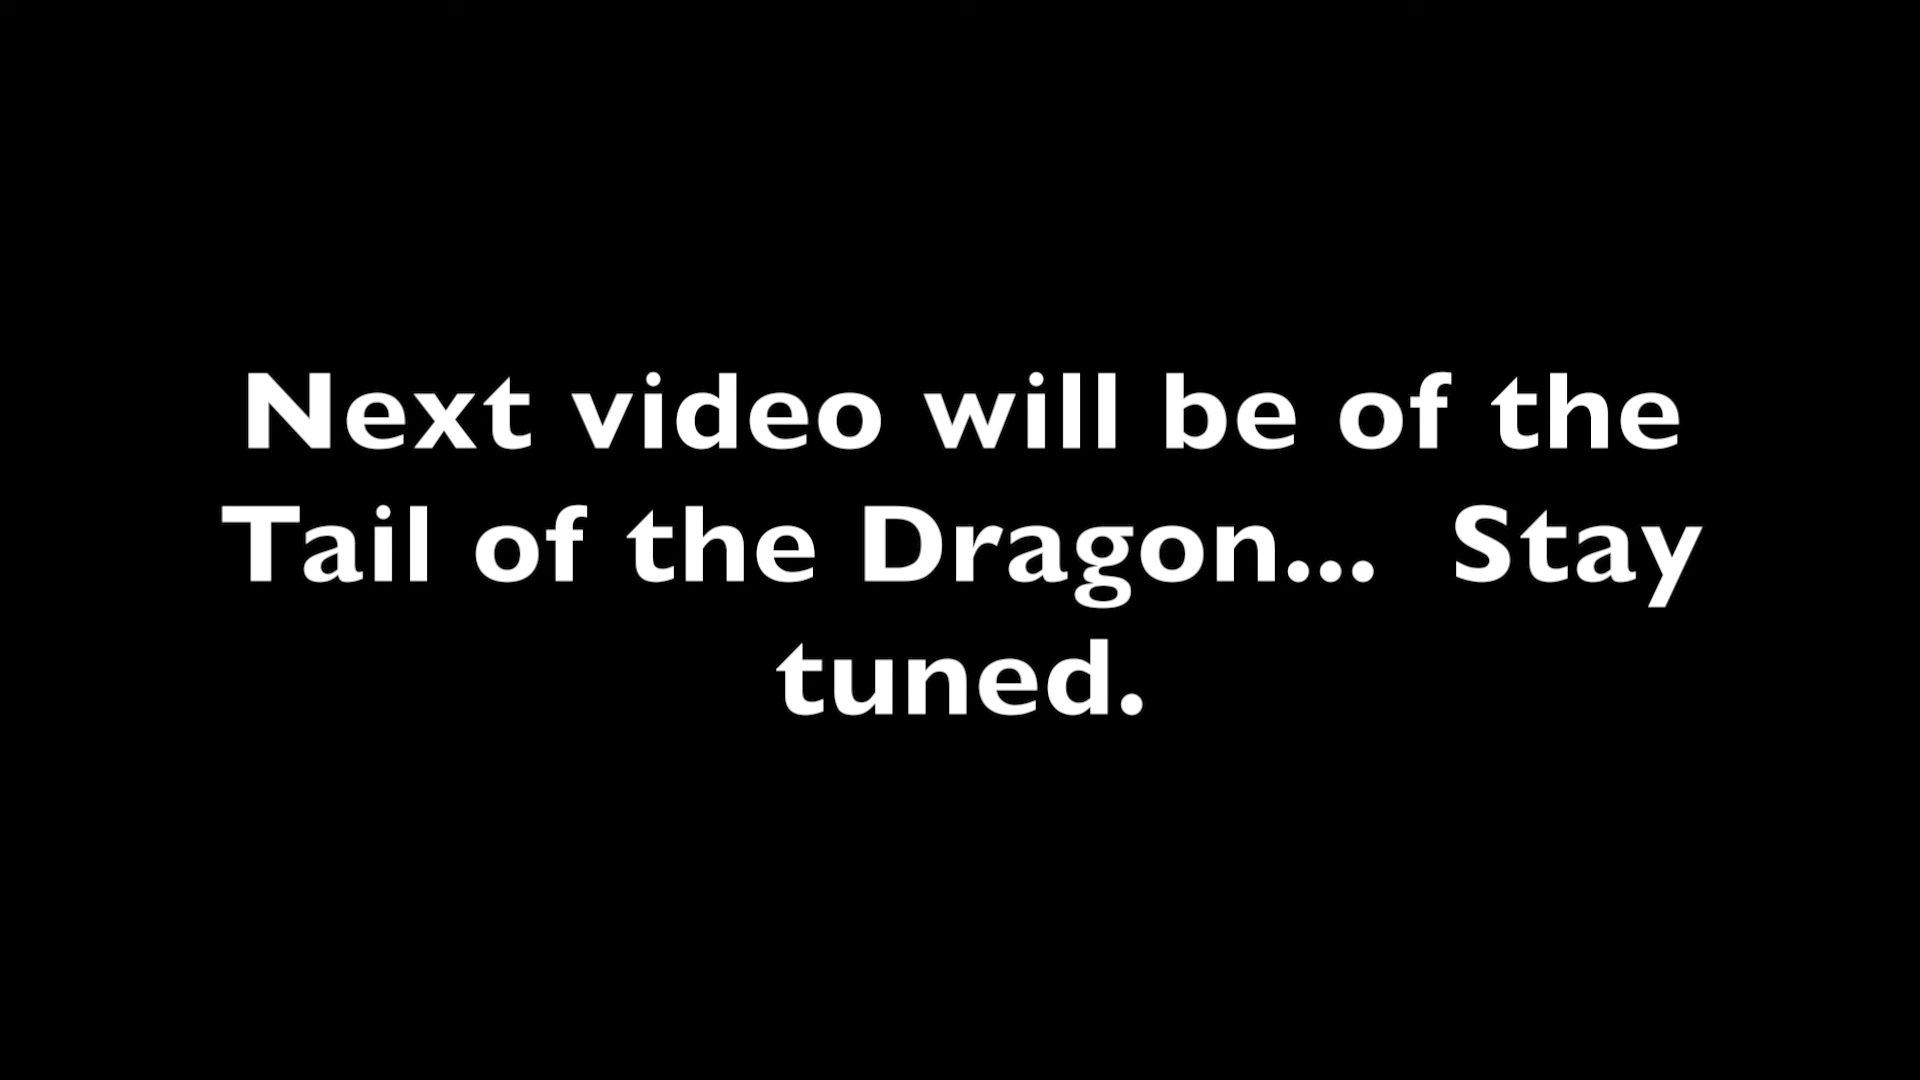 Next video will be of the
Tail of the Dragon...  Stay
tuned.